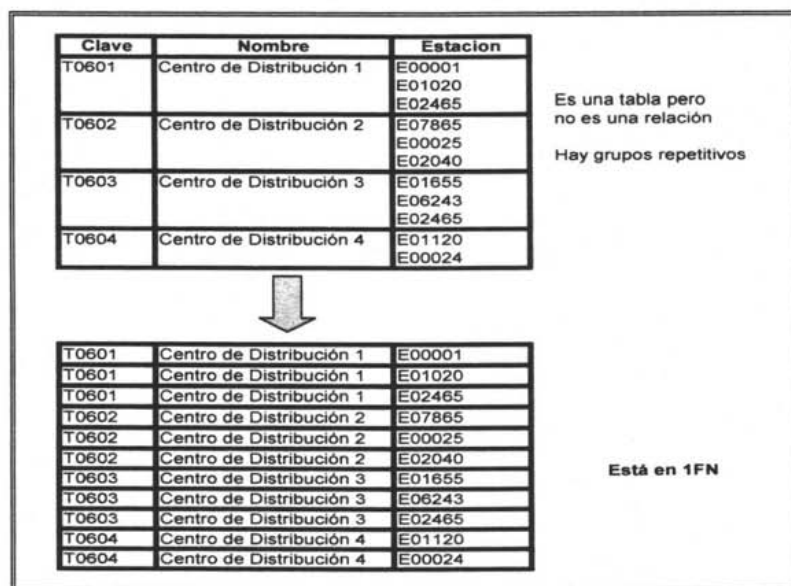 Clave Nombre Estacion
T0601 Centro de Distribución 1 E00001
E01020
E02465
T0602 Centro de Distribución 2 E07865
E00025
E02040
T0603 Centro de Distribución 3 E01655
E06243
E02465
T0604 Centro de Distribución 4 E01120
E00024
Es una tabla pero
no es una relación
Hay grupos repetitivos
T0601 Centro de Distribución 1 E00001
T0601 Centro de Distribución 1 E01020
T0601 Centro de Distribución 1 E02465
T0602 Centro de Distribución 2 E07865
T0602 Centro de Distribución 2 E00025
T0602 Centro de Distribución 2 E02040
T0603 Centro de Distribución 3 E01655
T0603 Centro de Distribución 3 E06243
T0603 Centro de Distribución 3 E02465
T0604 Centro de Distribución 4 E01120
T0604 Centro de Distribución 4 E00024
Está en 1FN